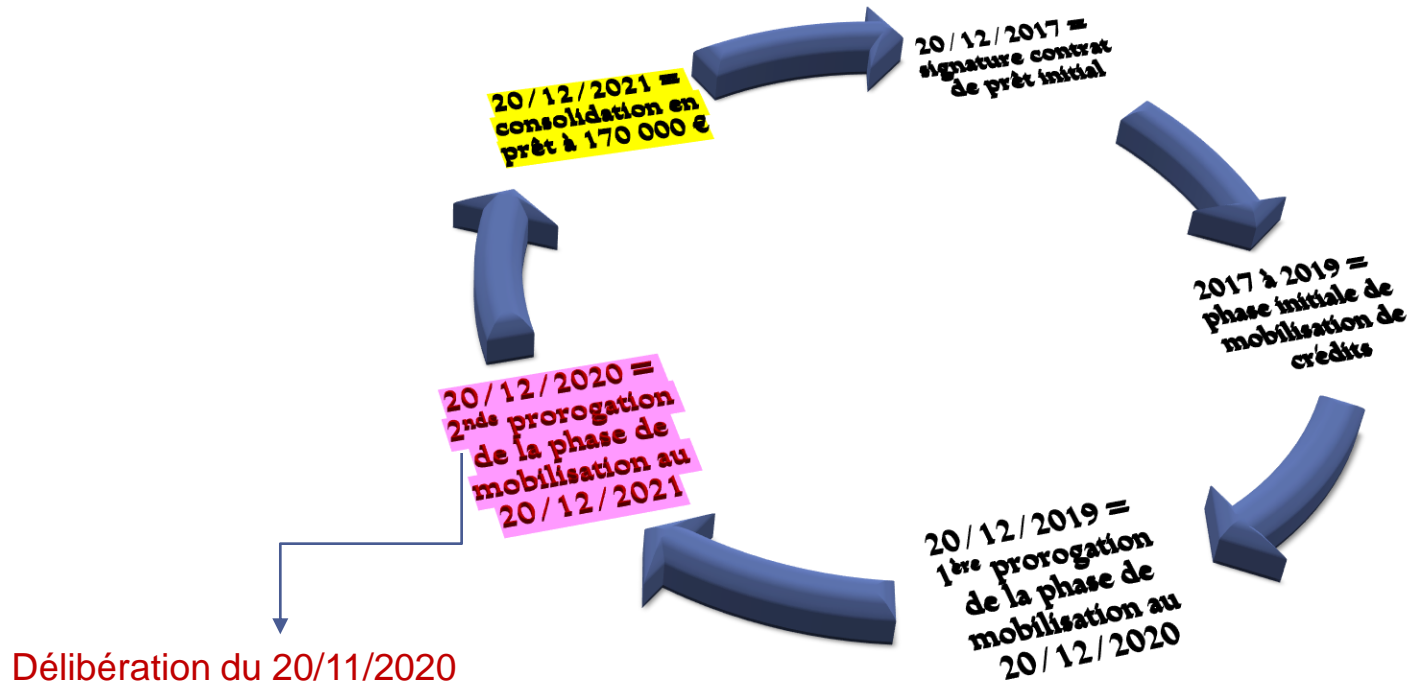 20/12/2017 =
signature contrat
de prêt initial
2017 à 2019 =
phase initiale de
mobilisation de
crédits
20/12/2019 =
1ère prorogation
de la phase de
mobilisation au
20/12/2020
20/12/2020 =
2nde prorogation
de la phase de
mobilisation au
20/12/2021
20/12/2021 =
consolidation en
prêt à 170 000 €
Délibération du 20/11/2020